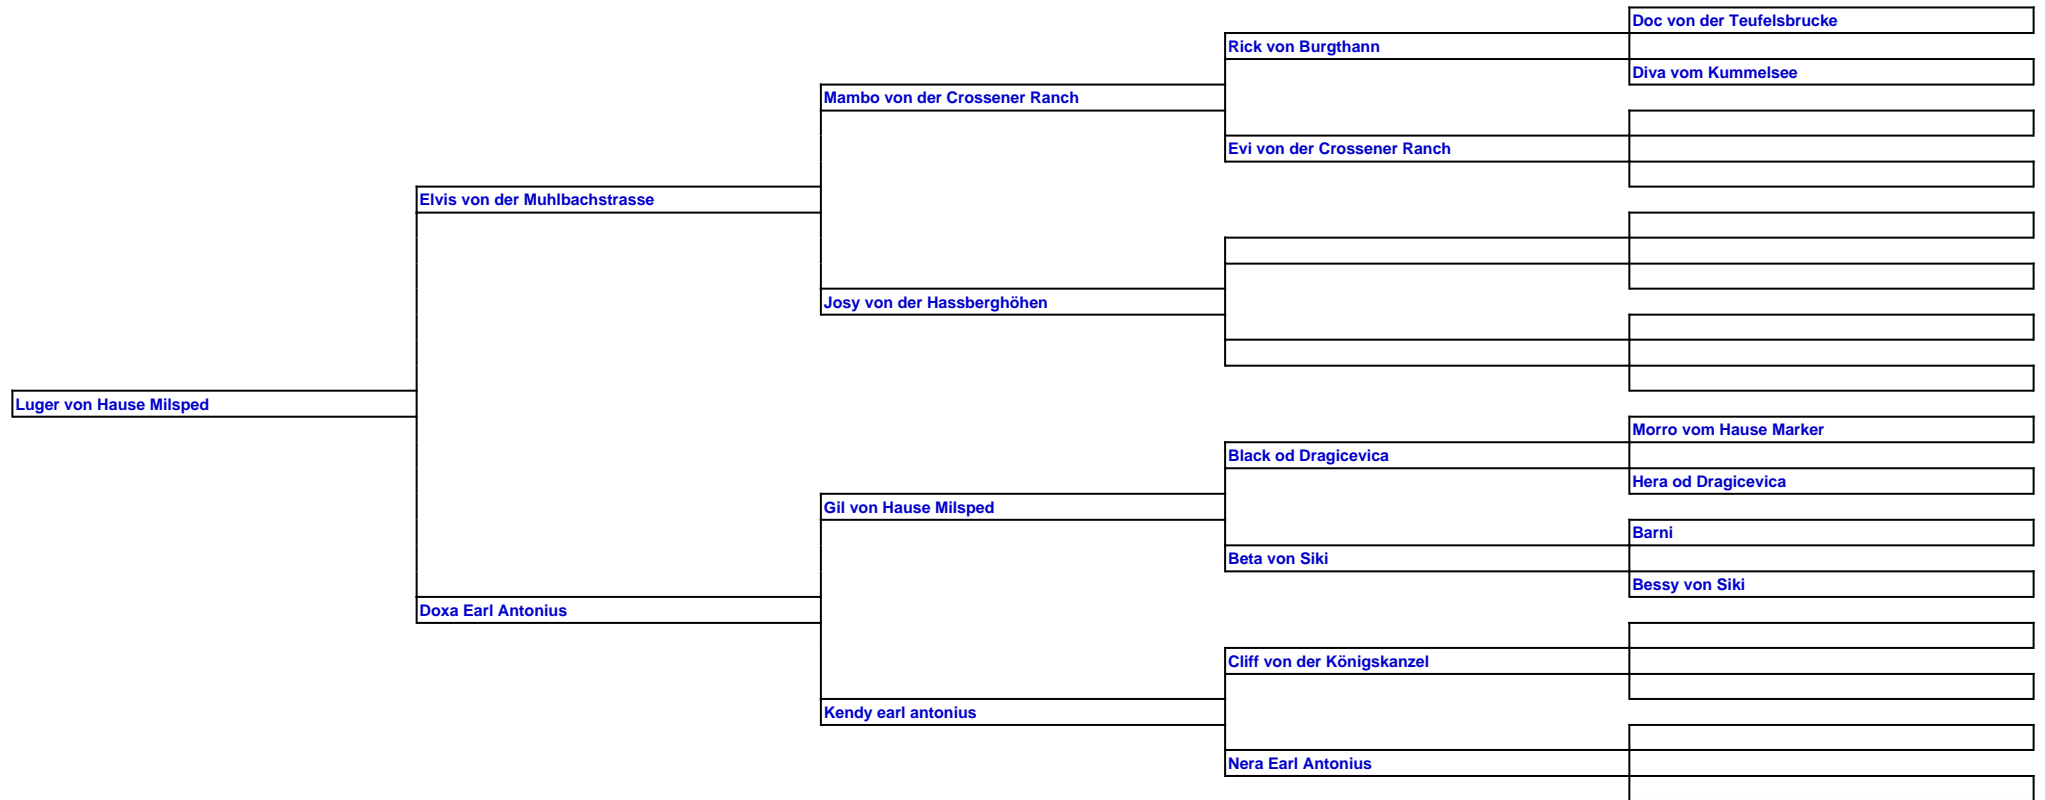 Doc von der Teufelsbrucke
Rick von Burgthann
Diva vom Kummelsee
Mambo von der Crossener Ranch
Evi von der Crossener Ranch
Elvis von der Muhlbachstrasse
Josy von der Hassberghöhen
Luger von Hause Milsped
Morro vom Hause Marker
Black od Dragicevica
Hera od Dragicevica
Gil von Hause Milsped
Barni
Beta von Siki
Bessy von Siki
Doxa Earl Antonius
Cliff von der Königskanzel
Kendy earl antonius
Nera Earl Antonius